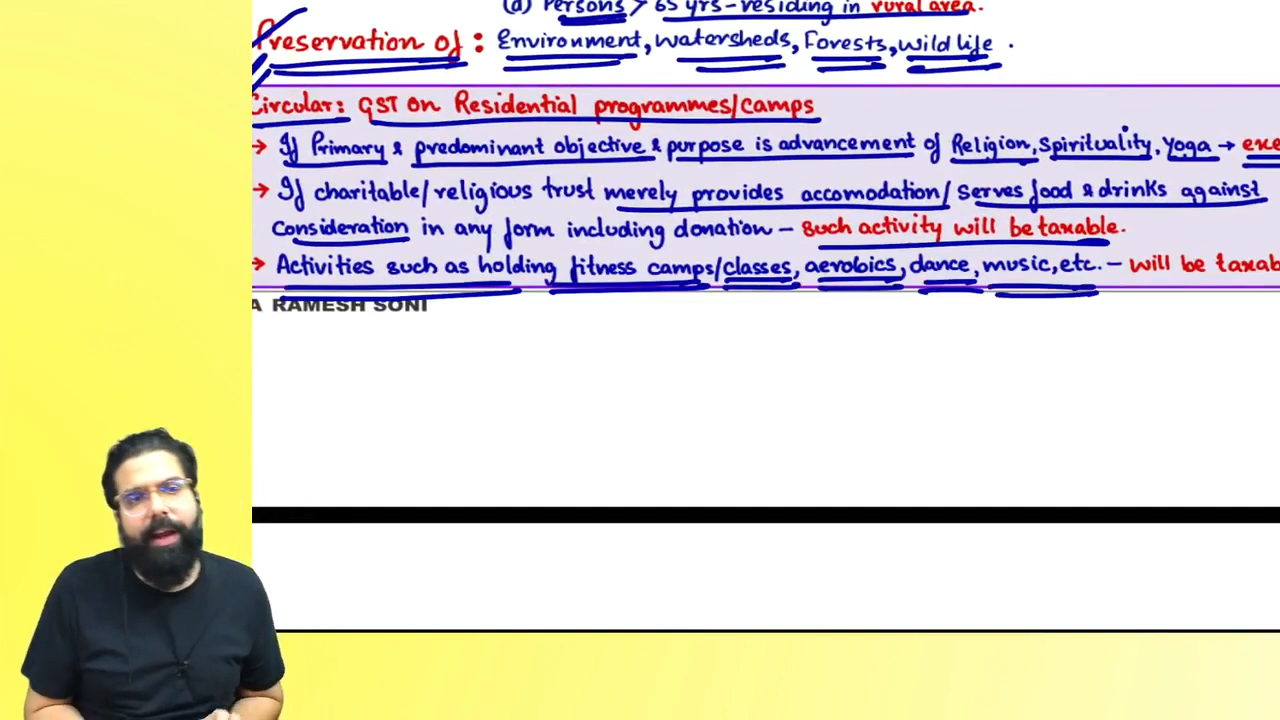 (d) Persons > 65 yrs - residing in rural area.
Preservation of : Environment, watersheds, Forests, wild life.
Circular: GST on Residential programmes/camps
→ If Primary & predominant objective & purpose is advancement of Religion, Spirituality, Yoga → exe
→ If charitable/religious trust merely provides accomodation/ serves food & drinks against
consideration in any form including donation - such activity will be taxable.
→ Activities such as holding fitness camps/classes, aerobics, dance, music, etc. - will be taxab
A RAMESH SONI